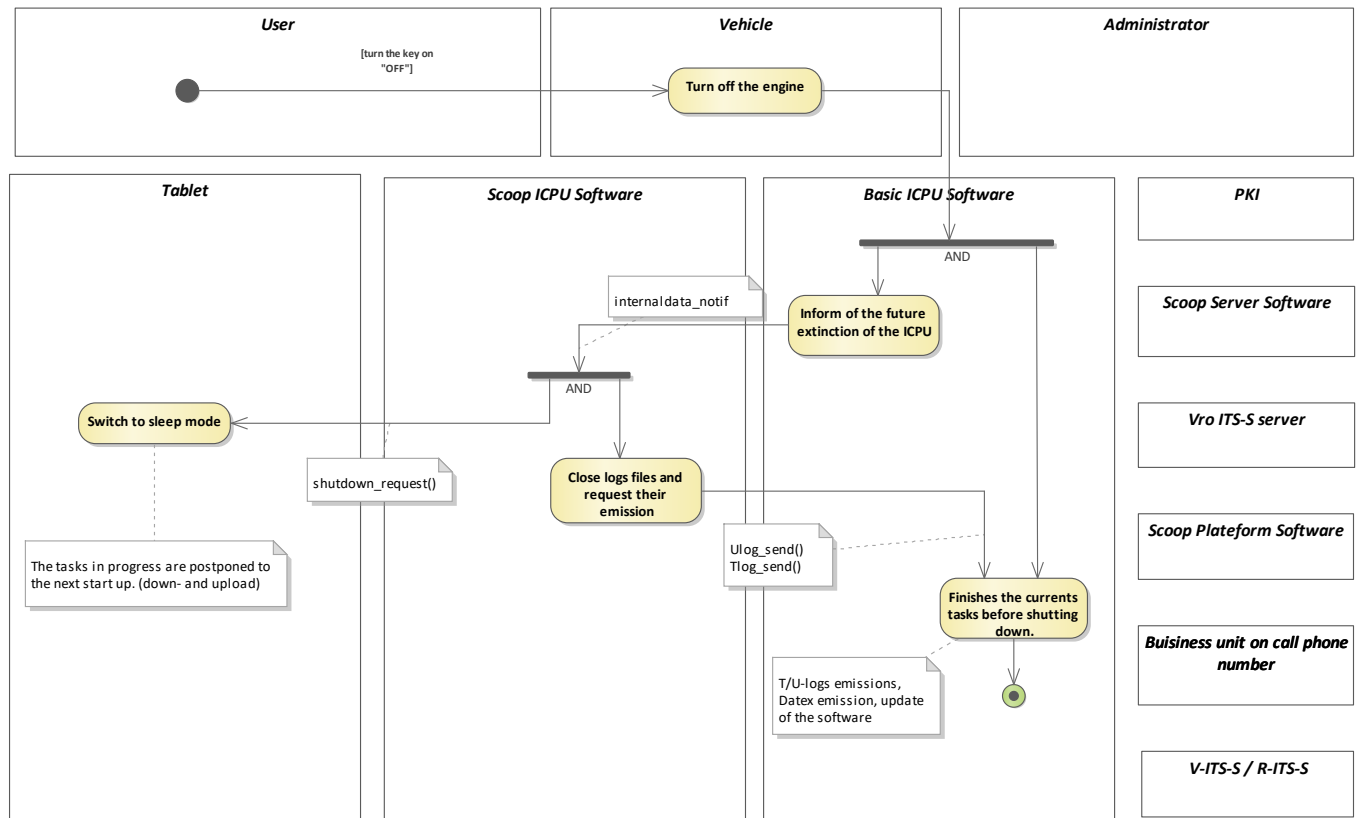 User
Vehicle
Administrator
[turn the key on
"OFF"]
Turn off the engine
Tablet
Scoop ICPU Software
Basic ICPU Software
PKI
AND
internaldata_notif
Inform of the future
extinction of the ICPU
Scoop Server Software
AND
Switch to sleep mode
Vro ITS-S server
shutdown_request()
Close logs files and
request their
emission
Ulog_send()
Tlog_send()
Scoop Plateform Software
The tasks in progress are postponed to
the next start up. (down- and upload)
Finishes the currents
tasks before shutting
down.
Buisiness unit on call phone
number
T/U-logs emissions,
Datex emission, update
of the software
V-ITS-S / R-ITS-S